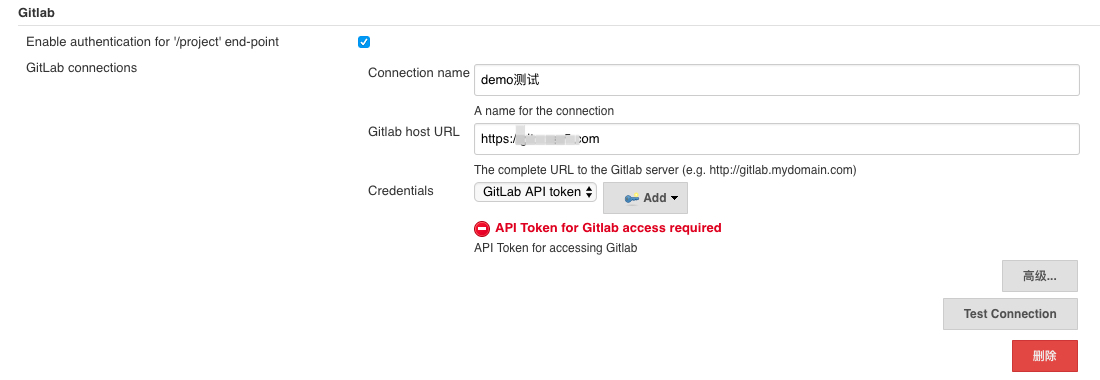 Gitlab
Enable authentication for '/project' end-point
GitLab connections
Connection name
demo测试
A name for the connection
Gitlab host URL
https:/ com
The complete URL to the Gitlab server (e.g. http://gitlab.mydomain.com)
Credentials
GitLab API token
Add
API Token for Gitlab access required
API Token for accessing Gitlab
高级...
Test Connection
删除